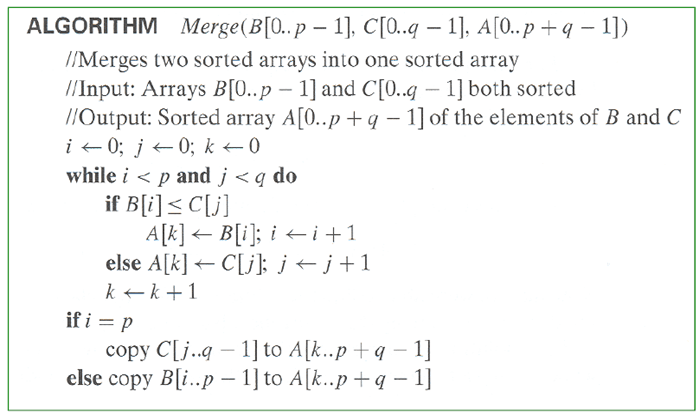 ALGORITHM Merge(B[0..p − 1], C[0..q − 1], A[0..p + q − 1])
//Merges two sorted arrays into one sorted array
//Input: Arrays B[0..p − 1] and C[0..q − 1] both sorted
//Output: Sorted array A[0..p + q − 1] of the elements of B and C
i ← 0; j ← 0; k ← 0
while i < p and j < q do
if B[i] ≤ C[j]
A[k] ← B[i]; i ← i + 1
else A[k] ← C[j]; j ← j + 1
k ← k + 1
if i = p
copy C[j..q − 1] to A[k..p + q − 1]
else copy B[i..p − 1] to A[k..p + q − 1]